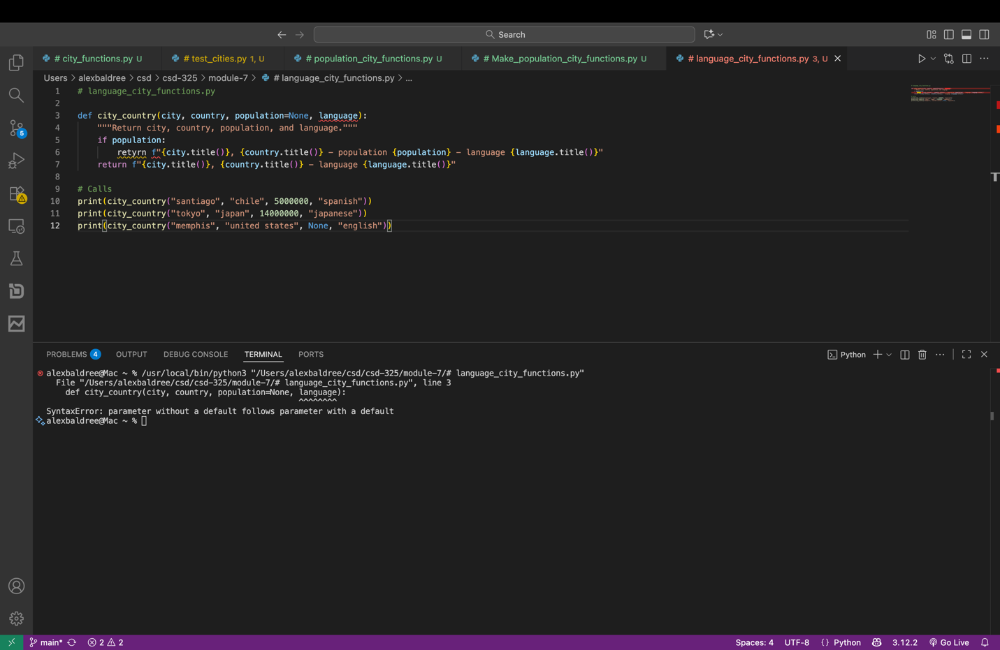 Search
# city_functions.py U
# test_cities.py 1, U
# population_city_functions.py U
# Make_population_city_functions.py U
# language_city_functions.py 3, U
Users > alexbaldree > csd > csd-325 > module-7 > # language_city_functions.py > ...
1 # language_city_functions.py
2
3 def city_country(city, country, population=None, language):
4 """Return city, country, population, and language."""
5 if population:
6 retyrn f"{city.title()}, {country.title()} - population {population} - language {language.title()}"
7 return f"{city.title()}, {country.title()} - language {language.title()}"
8
9 # Calls
10 print(city_country("santiago", "chile", 5000000, "spanish"))
11 print(city_country("tokyo", "japan", 14000000, "japanese"))
12 print(city_country("memphis", "united states", None, "english"))
5
PROBLEMS 4 OUTPUT DEBUG CONSOLE TERMINAL PORTS
Python
alexbaldree@Mac ~ % /usr/local/bin/python3 "/Users/alexbaldree/csd/csd-325/module-7/# language_city_functions.py"
File "/Users/alexbaldree/csd/csd-325/module-7/# language_city_functions.py", line 3
def city_country(city, country, population=None, language):
^^^^^^^^
SyntaxError: parameter without a default follows parameter with a default
alexbaldree@Mac ~ %
main* 2 2
Spaces: 4 UTF-8 {} Python 3.12.2 Go Live